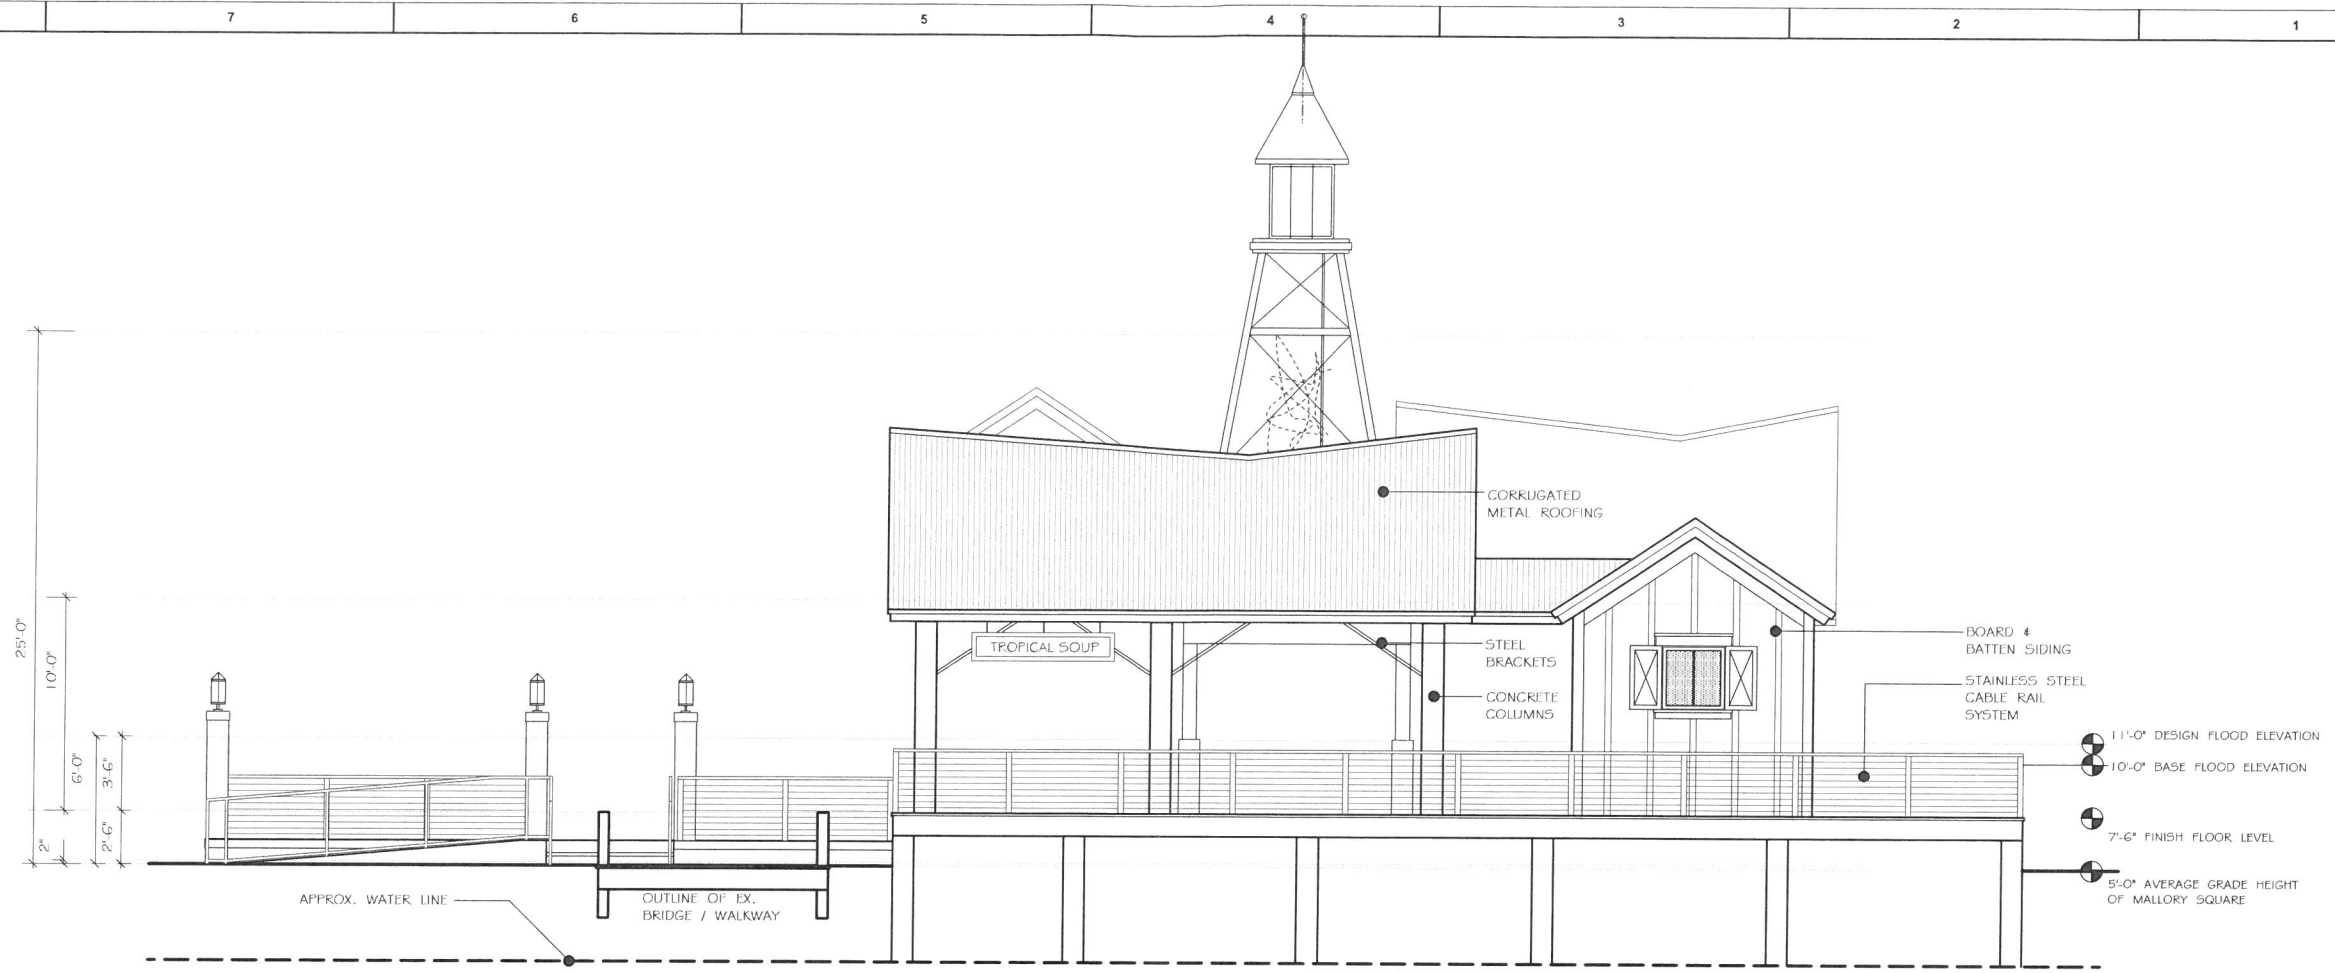 7 6 5 4 3 2 1
CORRUGATED
METAL ROOFING
TROPICAL SOUP
STEEL
BRACKETS
CONCRETE
COLUMNS
BOARD &
BATTEN SIDING
STAINLESS STEEL
CABLE RAIL
SYSTEM
11'-0" DESIGN FLOOD ELEVATION
10'-0" BASE FLOOD ELEVATION
7'-6" FINISH FLOOR LEVEL
5'-0" AVERAGE GRADE HEIGHT
OF MALLORY SQUARE
25'-0"
10'-0"
6'-0"
3'-6"
2'-6"
2"
APPROX. WATER LINE
OUTLINE OF EX.
BRIDGE / WALKWAY